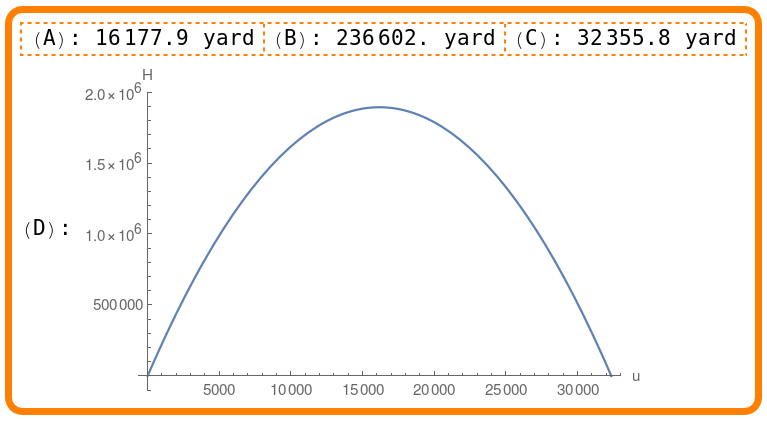 (A): 16177.9 yard (B): 236602. yard (C): 32355.8 yard
H
2.0×10^6
1.5×10^6
(D): 1.0×10^6
500000
u
5000 10000 15000 20000 25000 30000